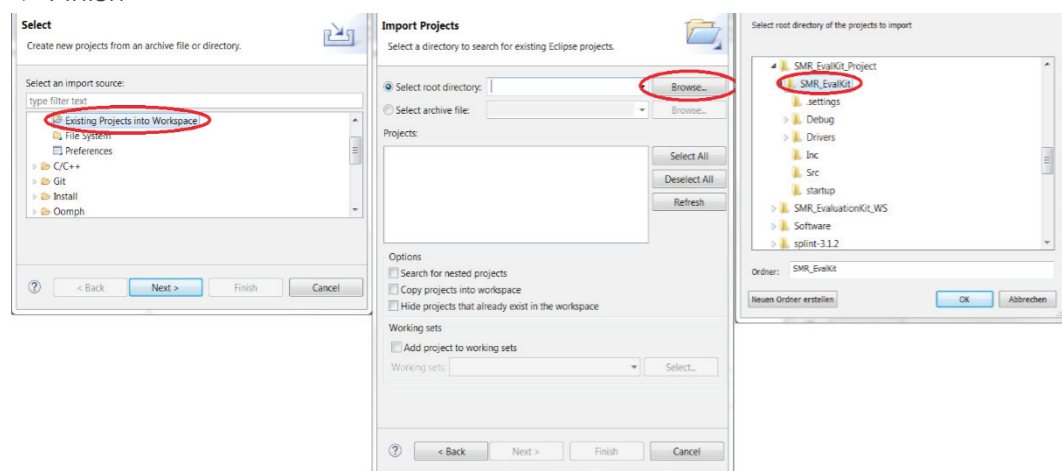 Finish
Select
Create new projects from an archive file or directory.
Select an import source:
type filter text
Existing Projects into Workspace
File System
Preferences
C/C++
Git
Install
Oomph
< Back Next > Finish Cancel
Import Projects
Select a directory to search for existing Eclipse projects.
Select root directory: Browse...
Select archive file: Browse...
Projects:
Select All
Deselect All
Refresh
Options
Search for nested projects
Copy projects into workspace
Hide projects that already exist in the workspace
Working sets
Add project to working sets
Working sets: Select...
< Back Next > Finish Cancel
Select root directory of the projects to import
SMR_EvalKit_Project
SMR_EvalKit
.settings
Debug
Drivers
Inc
Src
startup
SMR_EvaluationKit_WS
Software
splint-3.1.2
Ordner: SMR_EvalKit
Neuen Ordner erstellen OK Abbrechen